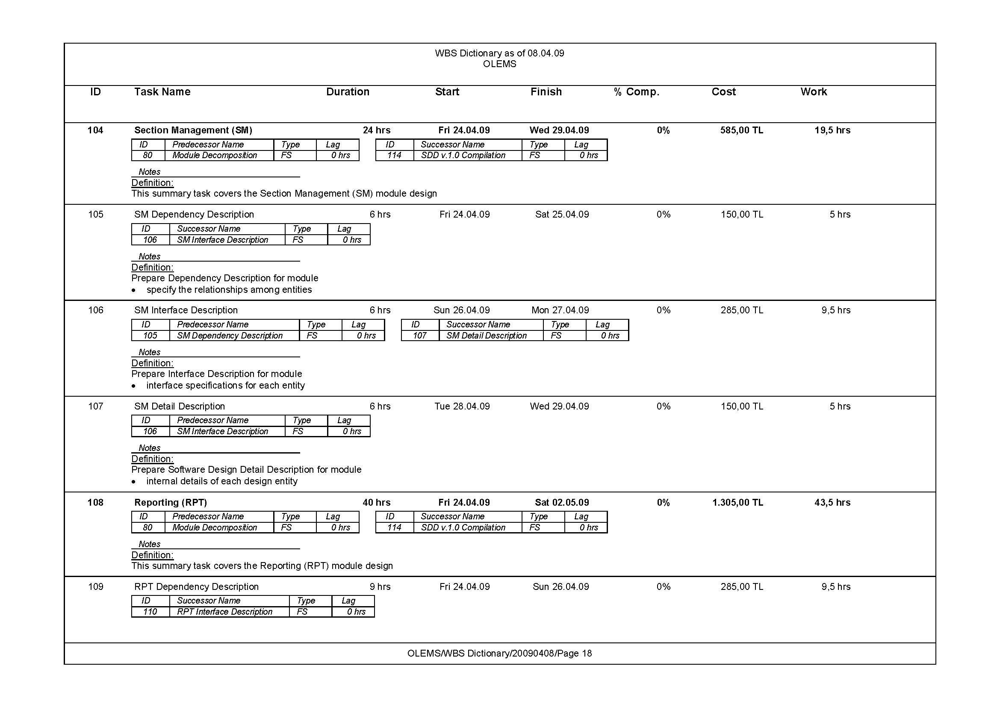 WBS Dictionary as of 08.04.09
OLEMS
ID Task Name Duration Start Finish % Comp. Cost Work
104 Section Management (SM) 24 hrs Fri 24.04.09 Wed 29.04.09 0% 585,00 TL 19,5 hrs
ID Predecessor Name Type Lag ID Successor Name Type Lag
80 Module Decomposition FS 0 hrs 114 SDD v.1.0 Compilation FS 0 hrs
Notes
Definition:
This summary task covers the Section Management (SM) module design
105 SM Dependency Description 6 hrs Fri 24.04.09 Sat 25.04.09 0% 150,00 TL 5 hrs
ID Successor Name Type Lag
106 SM Interface Description FS 0 hrs
Notes
Definition:
Prepare Dependency Description for module
• specify the relationships among entities
106 SM Interface Description 6 hrs Sun 26.04.09 Mon 27.04.09 0% 285,00 TL 9,5 hrs
ID Predecessor Name Type Lag ID Successor Name Type Lag
105 SM Dependency Description FS 0 hrs 107 SM Detail Description FS 0 hrs
Notes
Definition:
Prepare Interface Description for module
• interface specifications for each entity
107 SM Detail Description 6 hrs Tue 28.04.09 Wed 29.04.09 0% 150,00 TL 5 hrs
ID Predecessor Name Type Lag
106 SM Interface Description FS 0 hrs
Notes
Definition:
Prepare Software Design Detail Description for module
• internal details of each design entity
108 Reporting (RPT) 40 hrs Fri 24.04.09 Sat 02.05.09 0% 1.305,00 TL 43,5 hrs
ID Predecessor Name Type Lag ID Successor Name Type Lag
80 Module Decomposition FS 0 hrs 114 SDD v.1.0 Compilation FS 0 hrs
Notes
Definition:
This summary task covers the Reporting (RPT) module design
109 RPT Dependency Description 9 hrs Fri 24.04.09 Sun 26.04.09 0% 285,00 TL 9,5 hrs
ID Successor Name Type Lag
110 RPT Interface Description FS 0 hrs
OLEMS/WBS Dictionary/20090408/Page 18